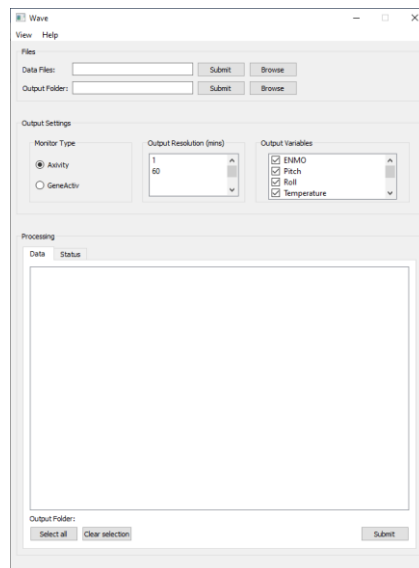 Wave
View Help
Files
Data Files: Submit Browse
Output Folder: Submit Browse
Output Settings
Monitor Type Output Resolution (mins) Output Variables
Axivity
GeneActiv
1
60
ENMO
Pitch
Roll
Temperature
Processing
Data Status
Output Folder:
Select all Clear selection Submit